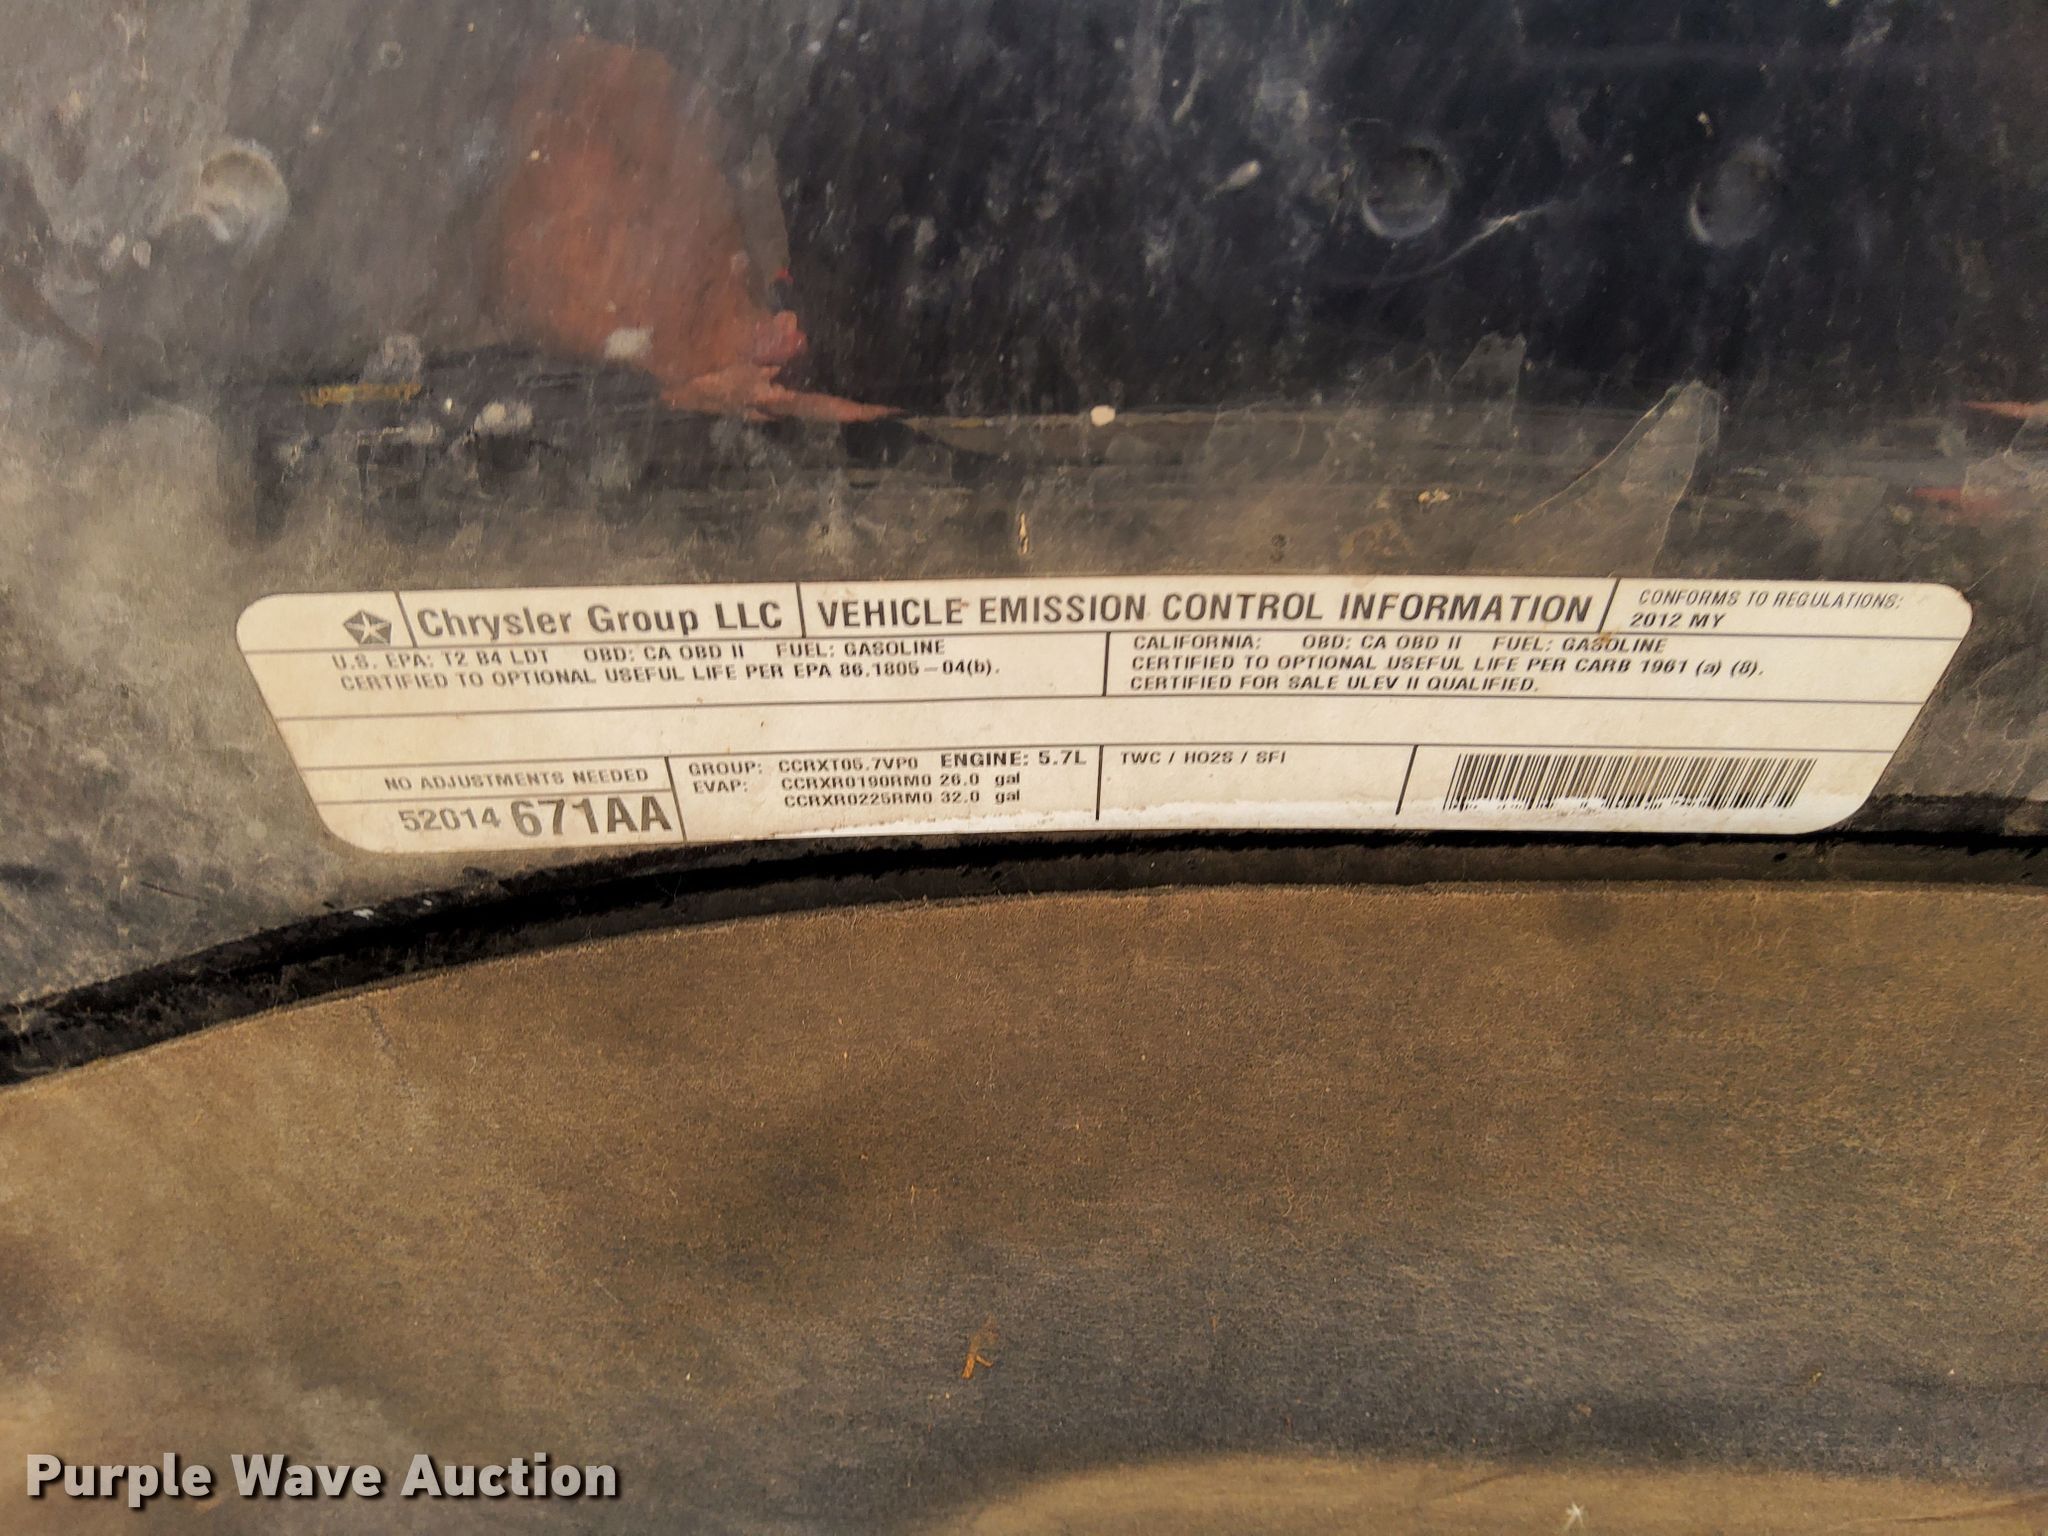 Chrysler Group LLC
VEHICLE EMISSION CONTROL INFORMATION
CONFORMS TO REGULATIONS:
2012 MY
U.S. EPA: T2 B4 LDT OBD: CA OBD II FUEL: GASOLINE
CERTIFIED TO OPTIONAL USEFUL LIFE PER EPA 86.1805-04(b).
CALIFORNIA: OBD: CA OBD II FUEL: GASOLINE
CERTIFIED TO OPTIONAL USEFUL LIFE PER CARB 1961 (a) (8).
CERTIFIED FOR SALE ULEV II QUALIFIED.
NO ADJUSTMENTS NEEDED
52014 671AA
GROUP: CCRXT05.7VP0 ENGINE: 5.7L
EVAP: CCRXR0190RM0 26.0 gal
CCRXR0225RM0 32.0 gal
TWC / HO2S / SFI
Purple Wave Auction